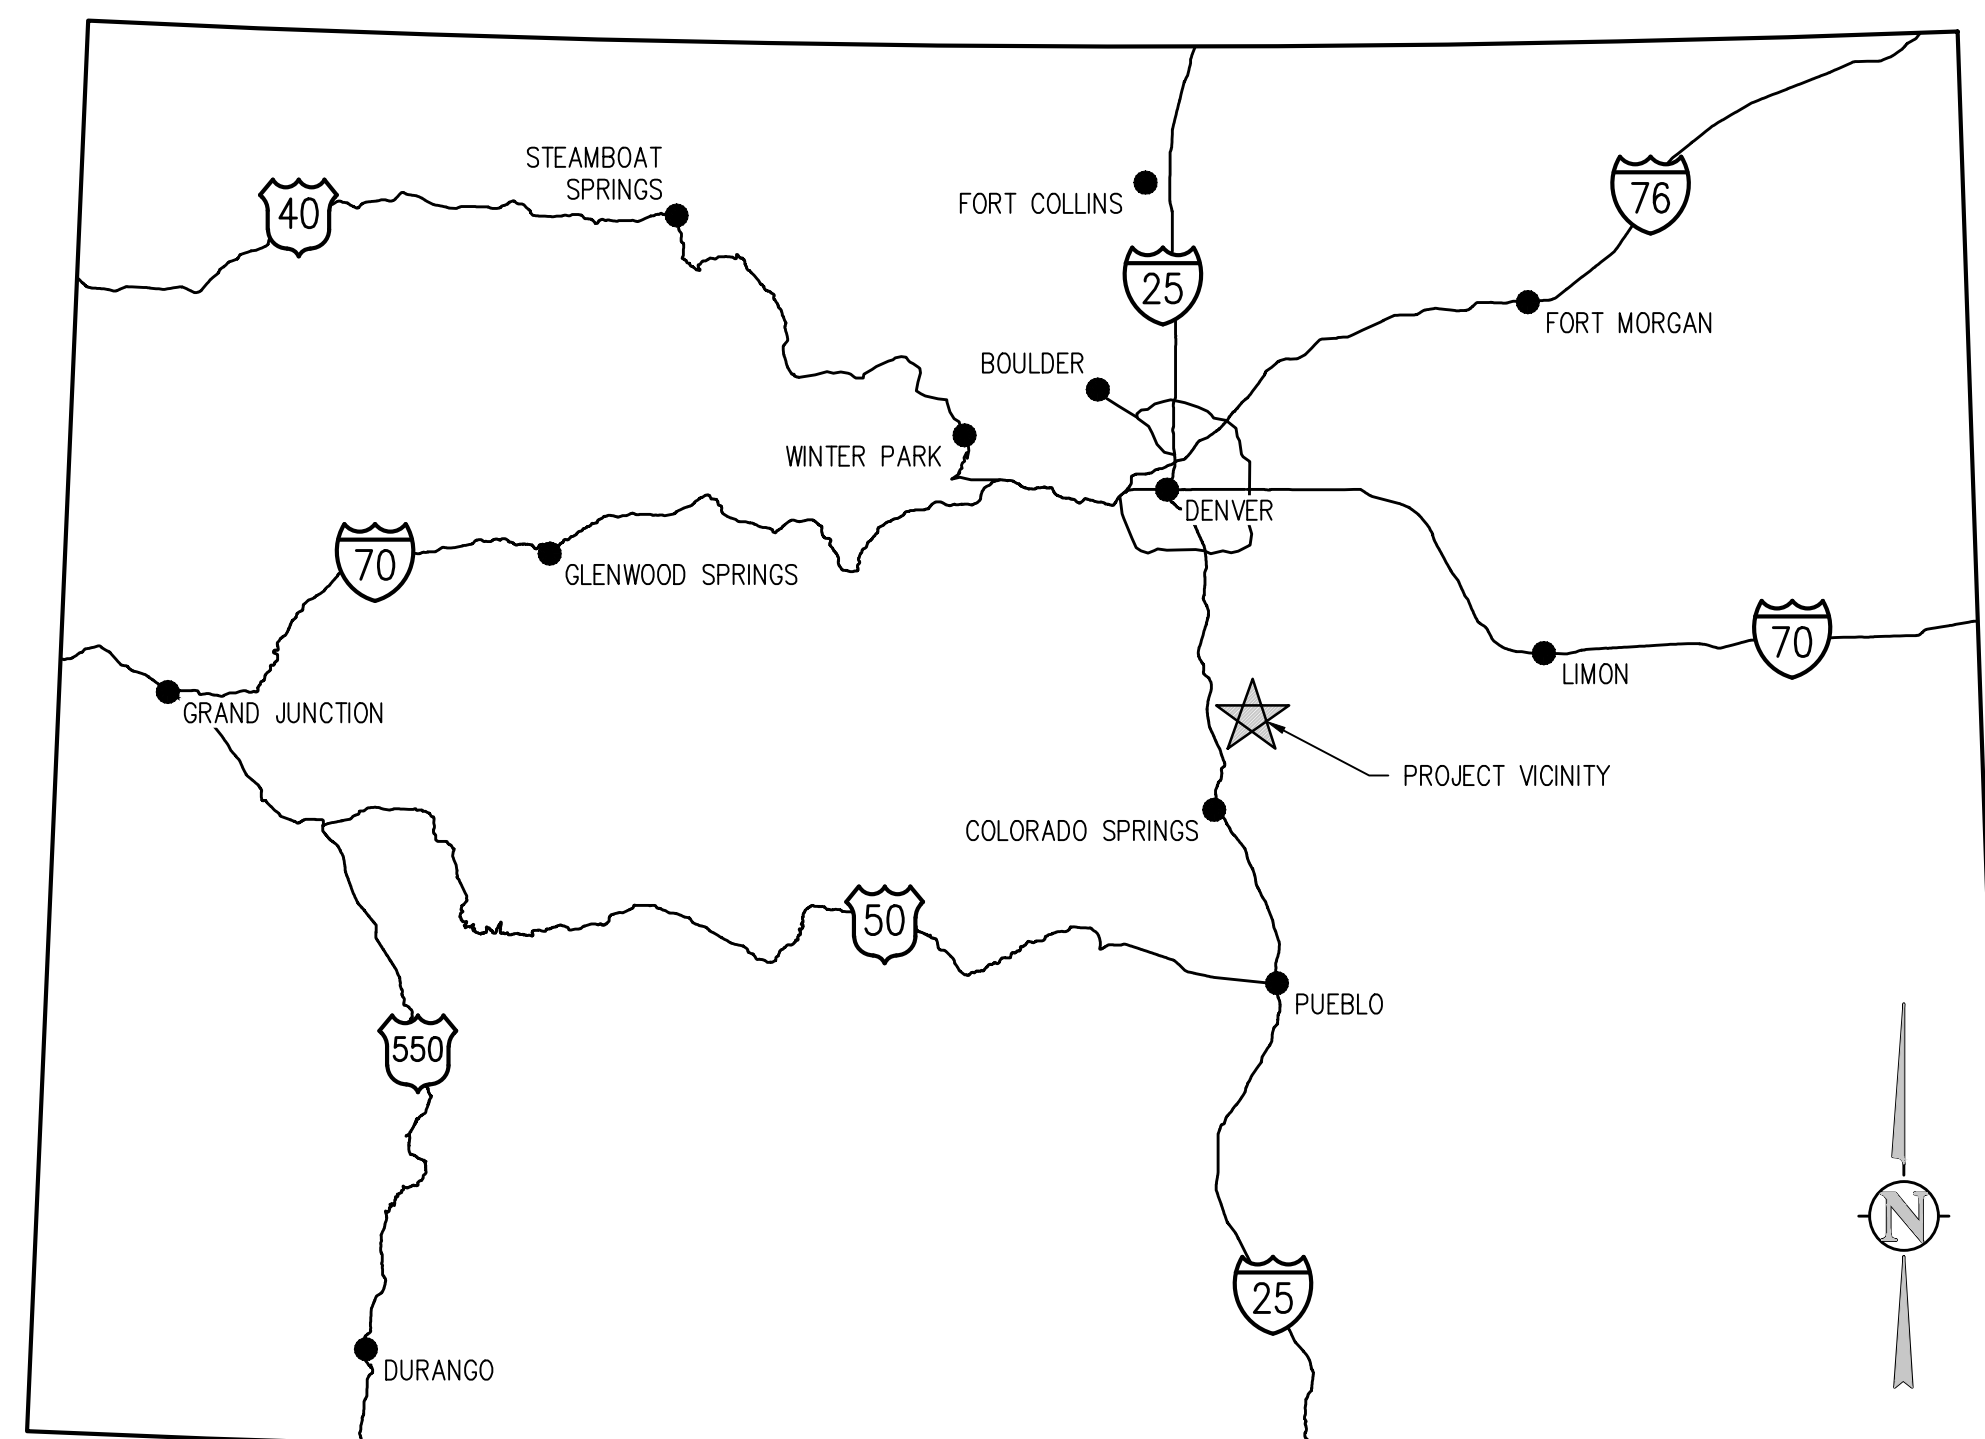 STEAMBOAT
SPRINGS
40
FORT COLLINS
76
25
FORT MORGAN
BOULDER
WINTER PARK
DENVER
70
GLENWOOD SPRINGS
70
LIMON
GRAND JUNCTION
PROJECT VICINITY
COLORADO SPRINGS
50
PUEBLO
550
N
25
DURANGO